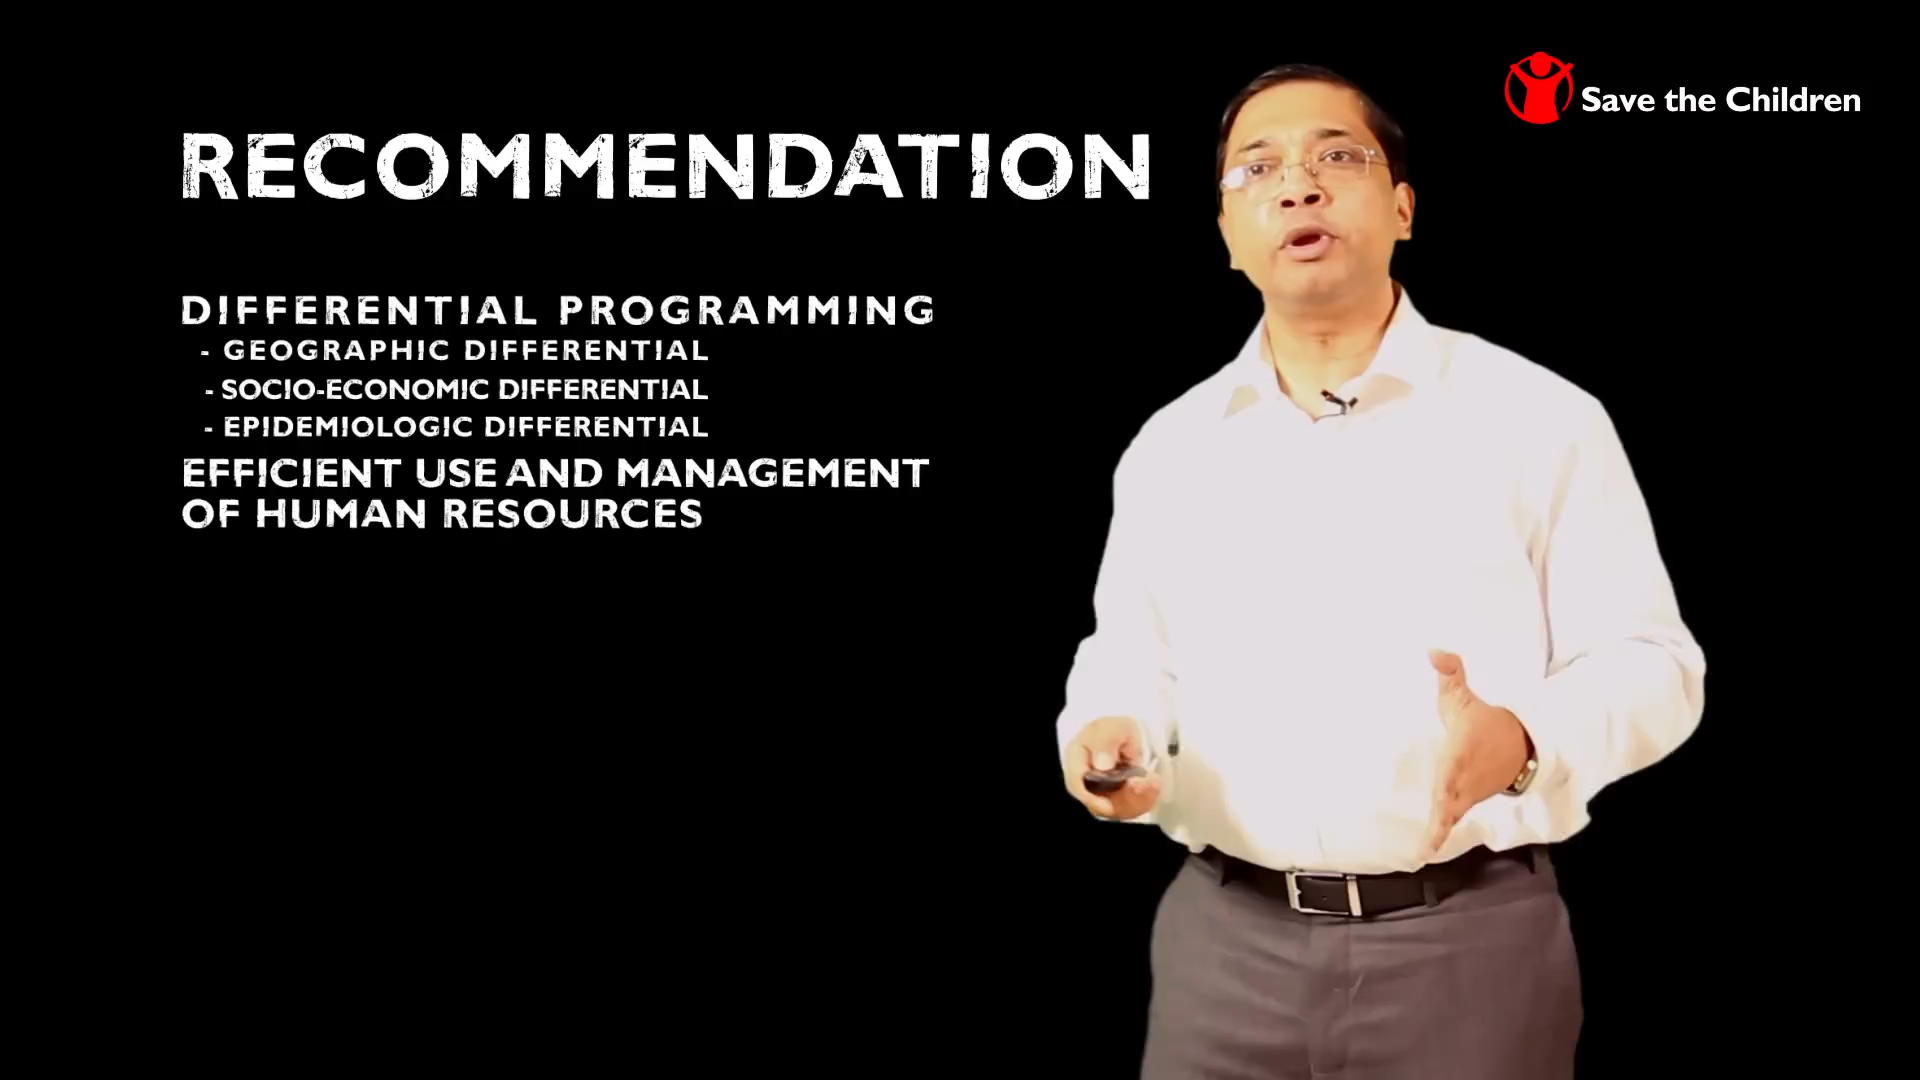 Save the Children
RECOMMENDATION
DIFFERENTIAL PROGRAMMING
- GEOGRAPHIC DIFFERENTIAL
- SOCIO-ECONOMIC DIFFERENTIAL
- EPIDEMIOLOGIC DIFFERENTIAL
EFFICIENT USE AND MANAGEMENT
OF HUMAN RESOURCES